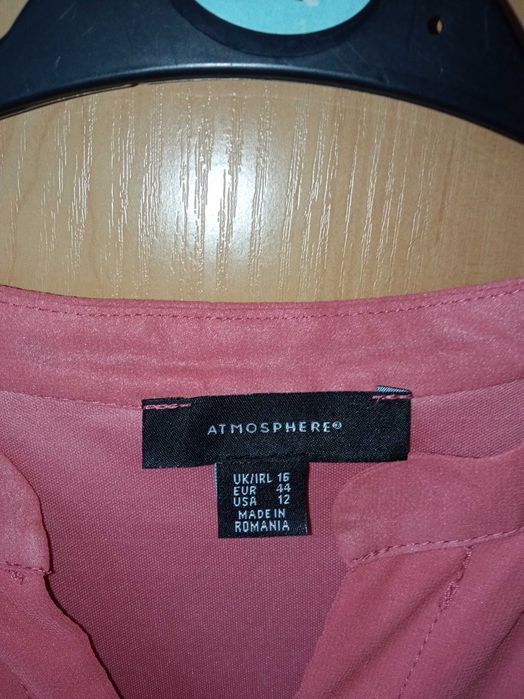 ATMOSPHERE®
UK/IRL 16
EUR 44
USA 12
MADE IN
ROMANIA